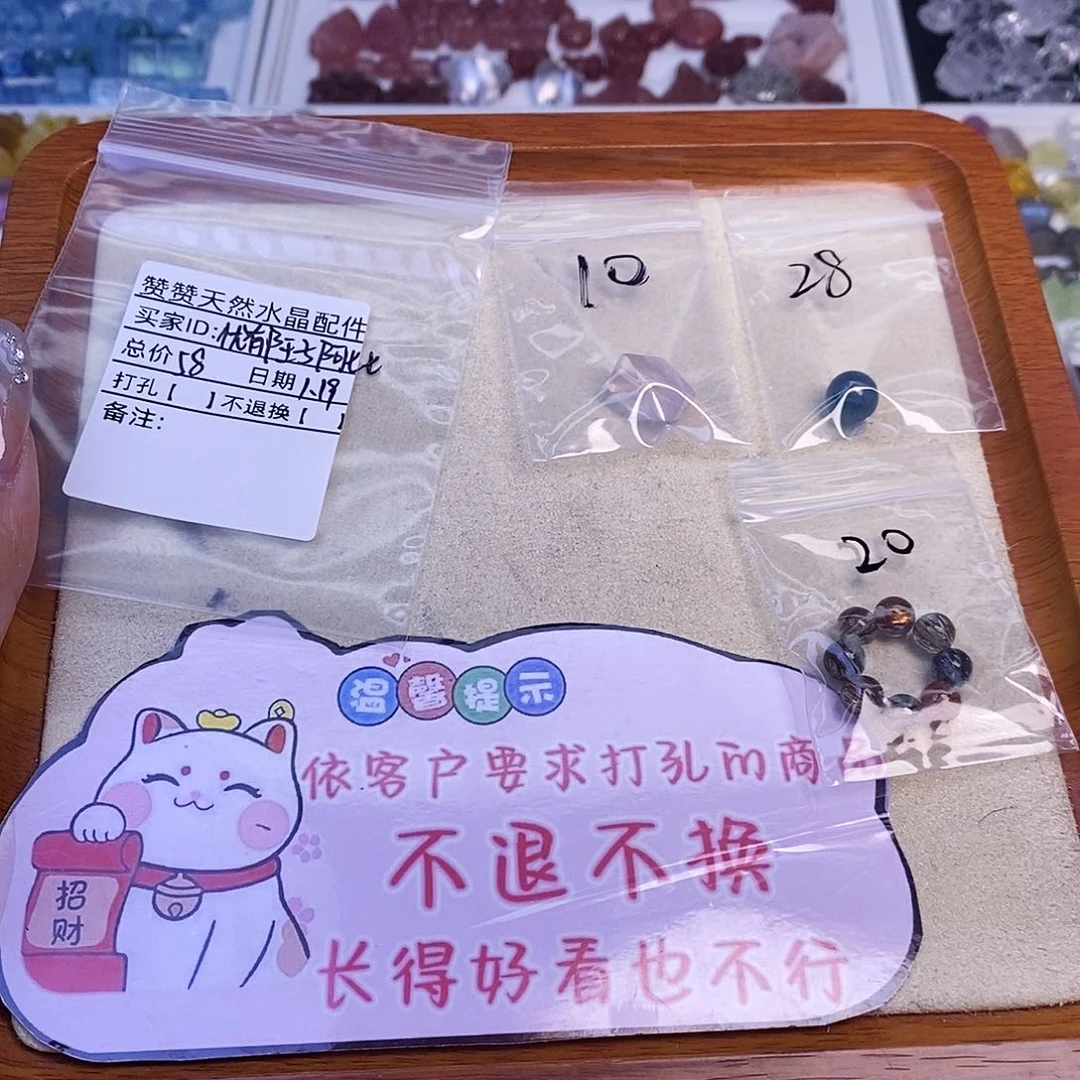 赞赞天然水晶配件
买家ID:
总价58 日期1.19
打孔【 】不退换【 】
备注:
10
28
20
温馨提示
依客户要求打孔的商品
不退不换
长得好看也不行
招
财